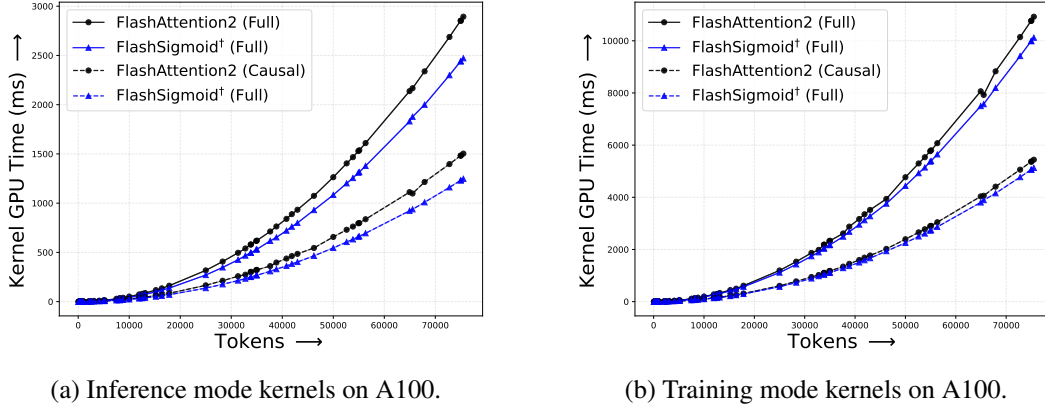 FlashAttention2 (Full)
FlashSigmoid† (Full)
FlashAttention2 (Causal)
FlashSigmoid† (Full)
Kernel GPU Time (ms) ⟶
3000
2500
2000
1500
1000
500
0
0 10000 20000 30000 40000 50000 60000 70000
Tokens ⟶
(a) Inference mode kernels on A100.
FlashAttention2 (Full)
FlashSigmoid† (Full)
FlashAttention2 (Causal)
FlashSigmoid† (Full)
Kernel GPU Time (ms) ⟶
10000
8000
6000
4000
2000
0
0 10000 20000 30000 40000 50000 60000 70000
Tokens ⟶
(b) Training mode kernels on A100.